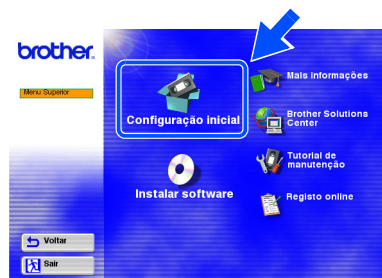 brother.
Menu Superior
Configuração inicial
Instalar software
Mais informações
Brother Solutions
Center
Tutorial de
manutenção
Registo online
Voltar
Sair